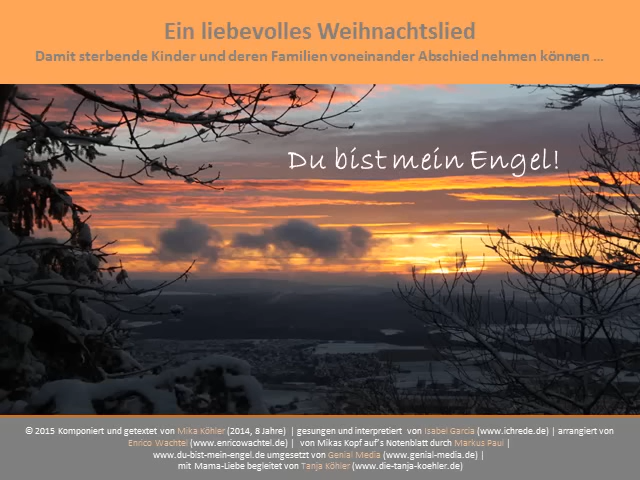 Ein liebevolles Weihnachtslied
Damit sterbende Kinder und deren Familien voneinander Abschied nehmen können ...
Du bist mein Engel!
© 2015 Komponiert und getextet von Mika Köhler (2014, 8 Jahre) | gesungen und interpretiert von Isabel Garcia (www.ichrede.de) | arrangiert von
Enrico Wachtel (www.enricowachtel.de) | von Mikas Kopf auf's Notenblatt durch Markus Paul |
www.du-bist-mein-engel.de umgesetzt von Genial Media (www.genial-media.de) |
mit Mama-Liebe begleitet von Tanja Köhler (www.die-tanja-koehler.de)